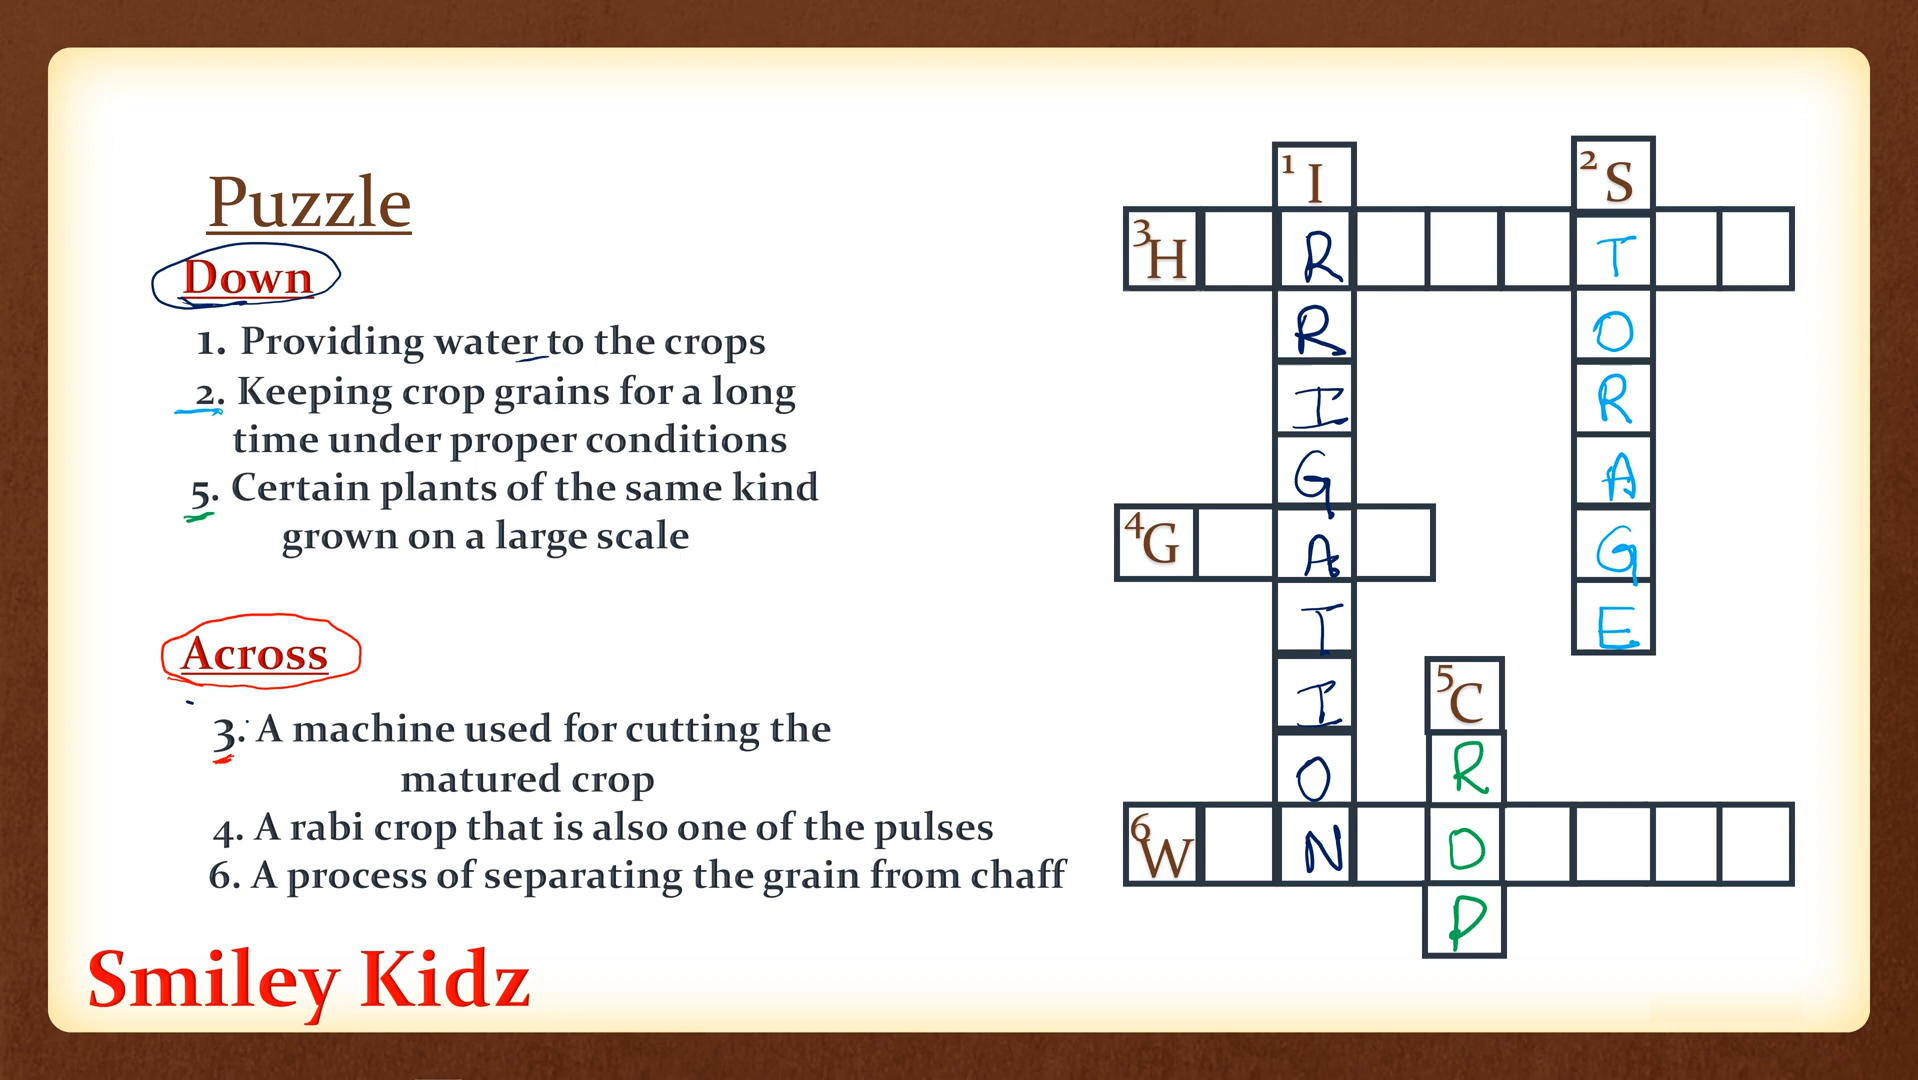 Puzzle
Down
1. Providing water to the crops
2. Keeping crop grains for a long
time under proper conditions
5. Certain plants of the same kind
grown on a large scale
Across
3. A machine used for cutting the
matured crop
4. A rabi crop that is also one of the pulses
6. A process of separating the grain from chaff
Smiley Kidz
1 I 2 S
3 H R T
R O
I R
G A
4 G A G
T E
I 5 C
O R
6 W N O
P